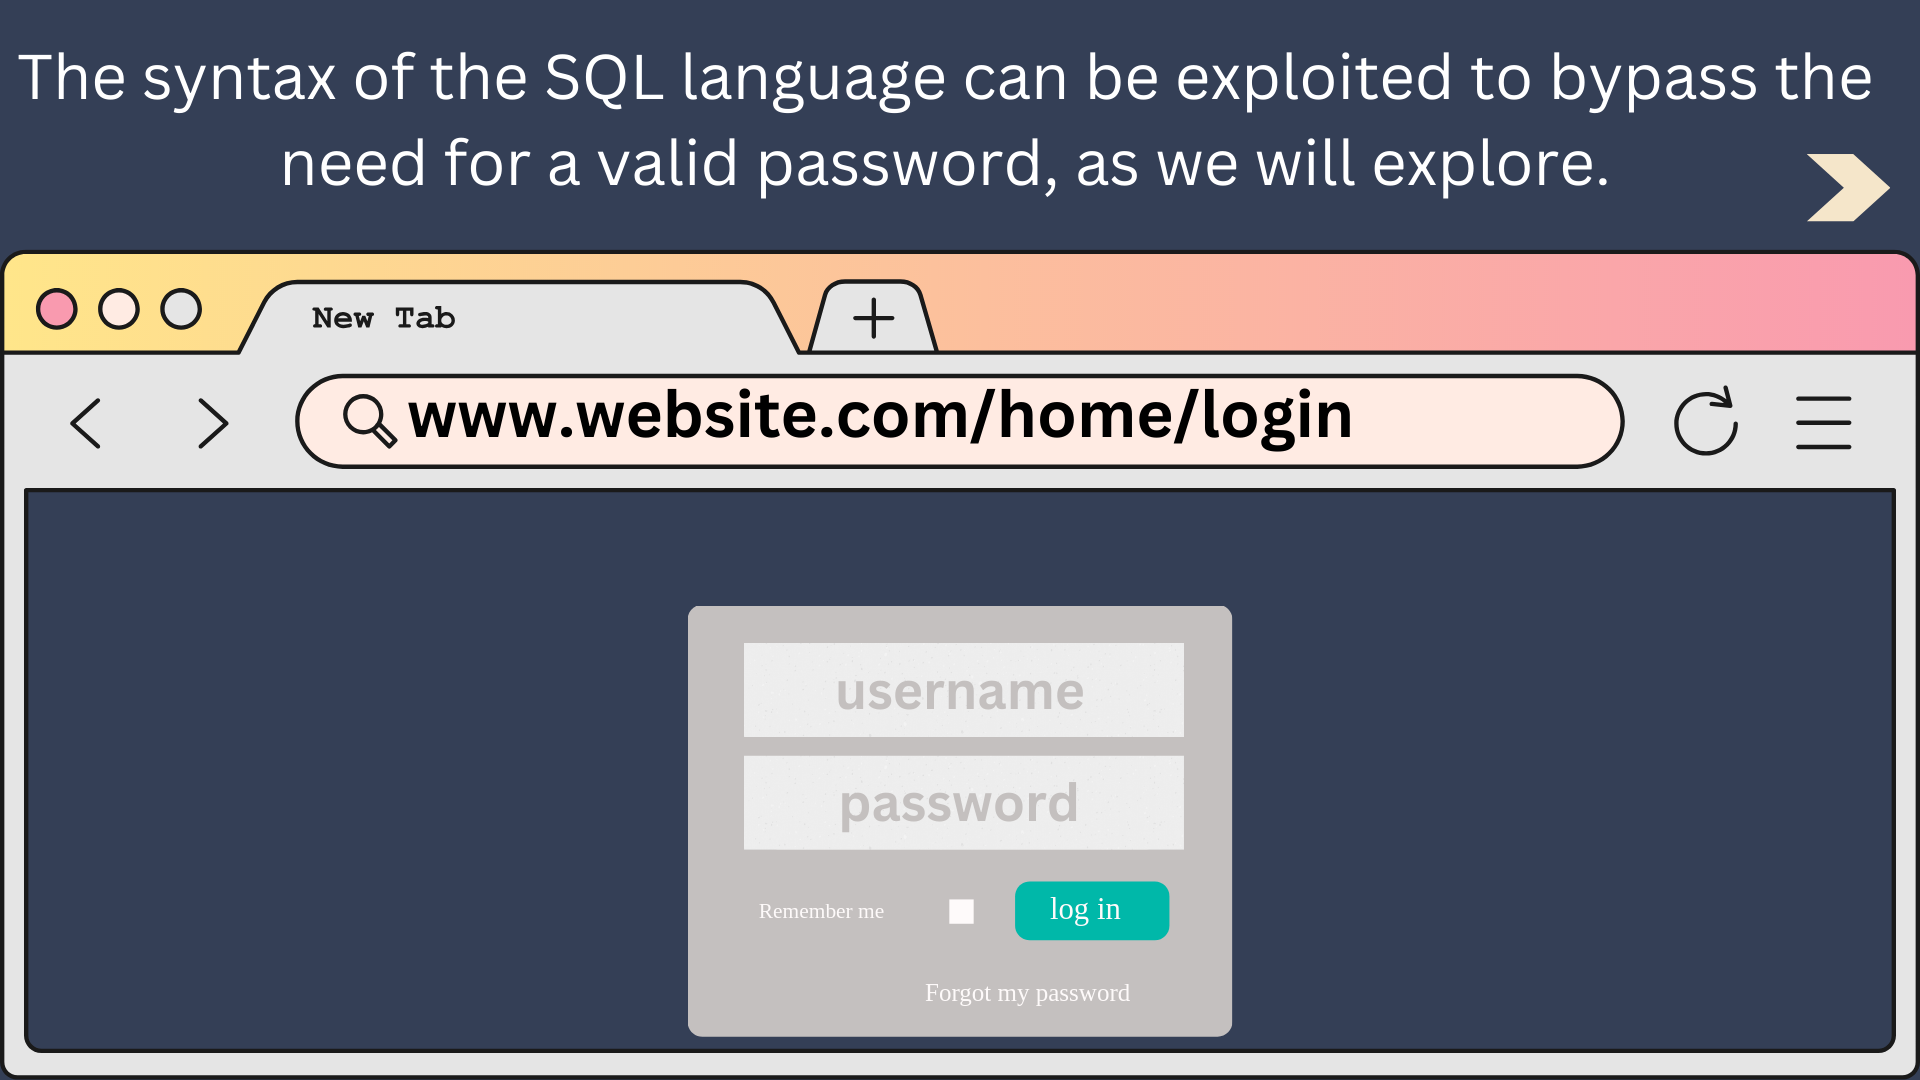 The syntax of the SQL language can be exploited to bypass the
need for a valid password, as we will explore.
New Tab
www.website.com/home/login
username
password
Remember me
log in
Forgot my password